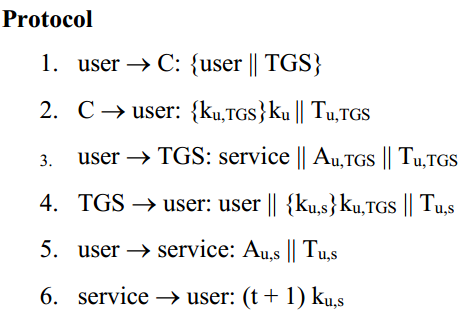 Protocol
1. user → C: {user || TGS}
2. C → user: {ku,TGS}ku || Tu,TGS
3. user → TGS: service || Au,TGS || Tu,TGS
4. TGS → user: user || {ku,s}ku,TGS || Tu,s
5. user → service: Au,s || Tu,s
6. service → user: (t + 1) ku,s